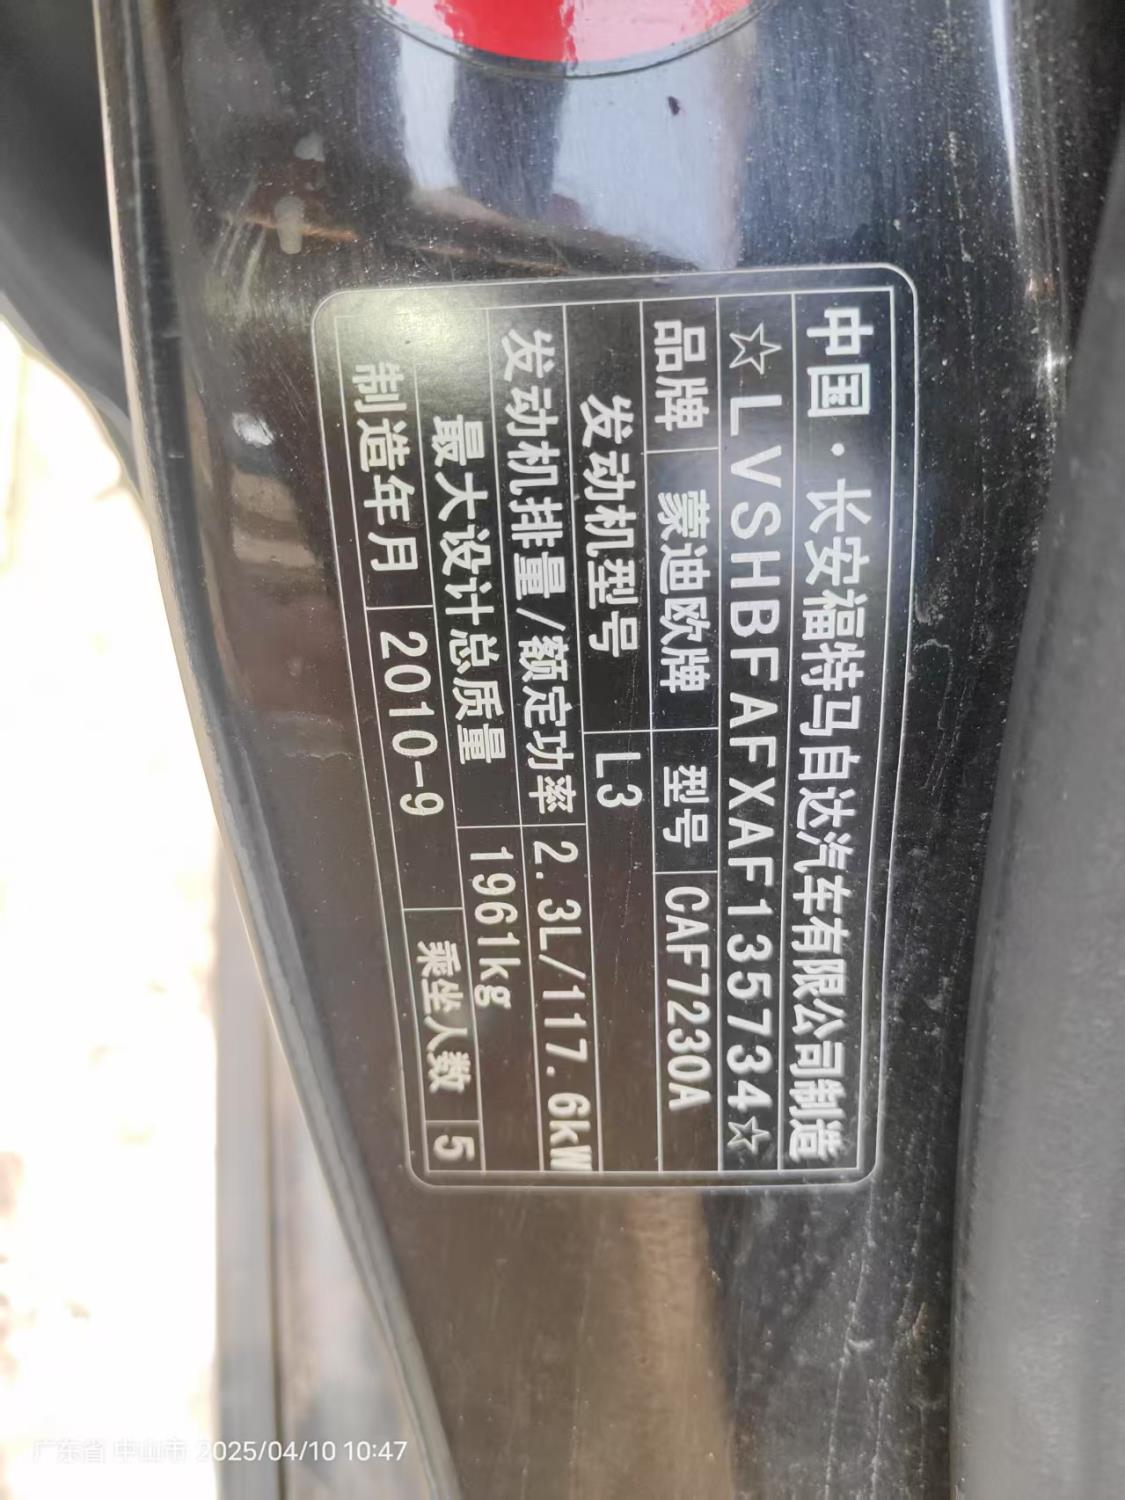 中国·长安福特马自达汽车有限公司制造
☆LVSHBFAFXAF135734☆
品牌 蒙迪欧牌 型号 CAF7230A
发动机型号 L3
发动机排量/额定功率 2.3L/117.6kW
最大设计总质量 1961kg
制造年月 2010-9 乘坐人数 5
广东省 中山市 2025/04/10 10:47